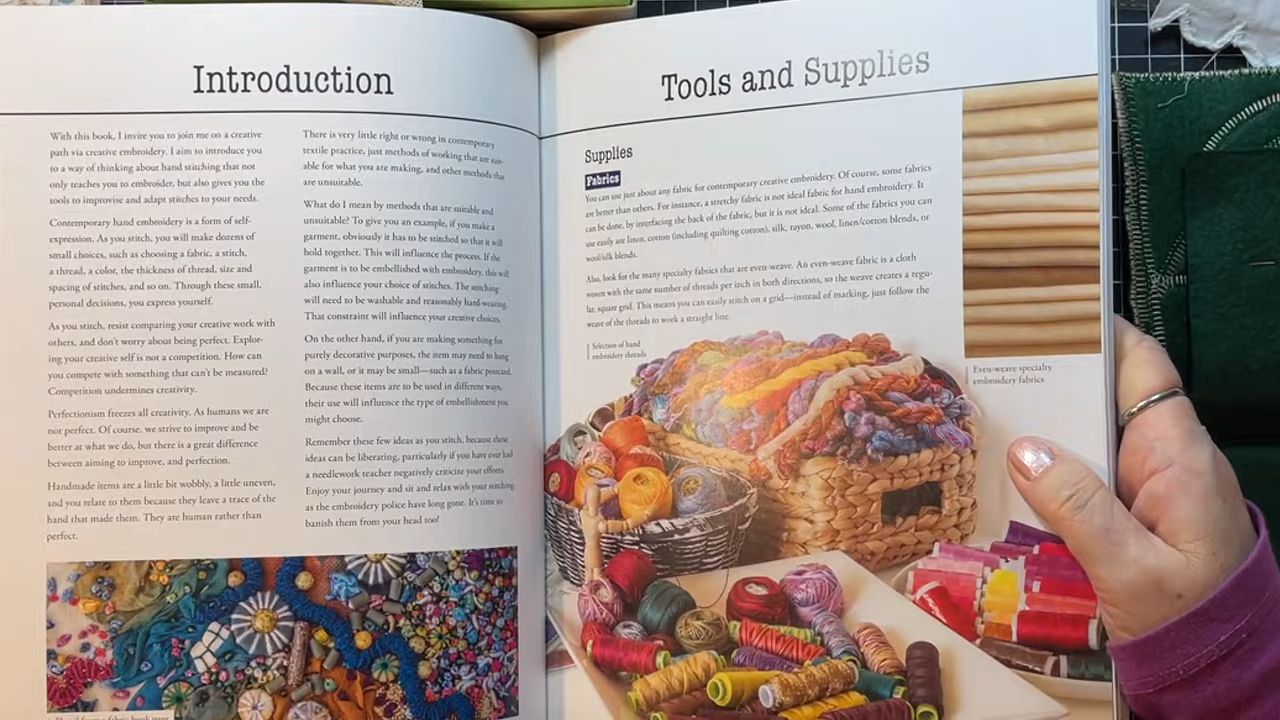 Introduction
With this book, I invite you to join me on a creative
path via creative embroidery. I aim to introduce you
to a way of thinking about hand stitching that not
only teaches you to embroider, but also gives you the
tools to improvise and adapt stitches to your needs.
Contemporary hand embroidery is a form of self-
expression. As you stitch, you will make dozens of
small choices, such as choosing a fabric, a stitch,
a thread, a color, the thickness of thread, size and
spacing of stitches, and so on. Through these small,
personal decisions, you express yourself.
As you stitch, resist comparing your creative work with
others, and don't worry about being perfect. Explor-
ing your creative self is not a competition. How can
you compete with something that can't be measured?
Competition undermines creativity.
Perfectionism freezes all creativity. As humans we are
not perfect. Of course, we strive to improve and be
better at what we do, but there is a great difference
between aiming to improve, and perfection.
Handmade items are a little bit wobbly, a little uneven,
and you relate to them because they leave a trace of the
hand that made them. They are human rather than
perfect.
There is very little right or wrong in contemporary
textile practice, just methods of working that are suit-
able for what you are making, and other methods that
are unsuitable.
What do I mean by methods that are suitable and
unsuitable? To give you an example, if you make a
garment, obviously it has to be stitched so that it will
hold together. This will influence the process. If the
garment is to be embellished with embroidery, this will
also influence your choice of stitches. The stitching
will need to be washable and reasonably hard-wearing.
That constraint will influence your creative choices.
On the other hand, if you are making something for
purely decorative purposes, the item may need to hang
on a wall, or it may be small—such as a fabric postcard.
Because these items are to be used in different ways,
their use will influence the type of embellishment you
might choose.
Remember these few ideas as you stitch, because these
ideas can be liberating, particularly if you have ever had
a needlework teacher negatively criticize your efforts.
Enjoy your journey and sit and relax with your stitching
as the embroidery police have long gone. It's time to
banish them from your head too!
Tools and Supplies
Supplies
Fabrics
You can use just about any fabric for contemporary creative embroidery. Of course, some fabrics
are better than others. For instance, a stretchy fabric is not ideal fabric for hand embroidery. It
can be done, by interfacing the back of the fabric, but it is not ideal. Some of the fabrics you can
use easily are linen, cotton (including quilting cotton), silk, rayon, wool, linen/cotton blends, or
wool/silk blends.
Also, look for the many specialty fabrics that are even-weave. An even-weave fabric is a cloth
woven with the same number of threads per inch in both directions, so the weave creates a regu-
lar, square grid. This means you can easily stitch on a grid—instead of marking, just follow the
weave of the threads to work a straight line.
Selection of hand
embroidery threads
Even-weave specialty
embroidery fabrics